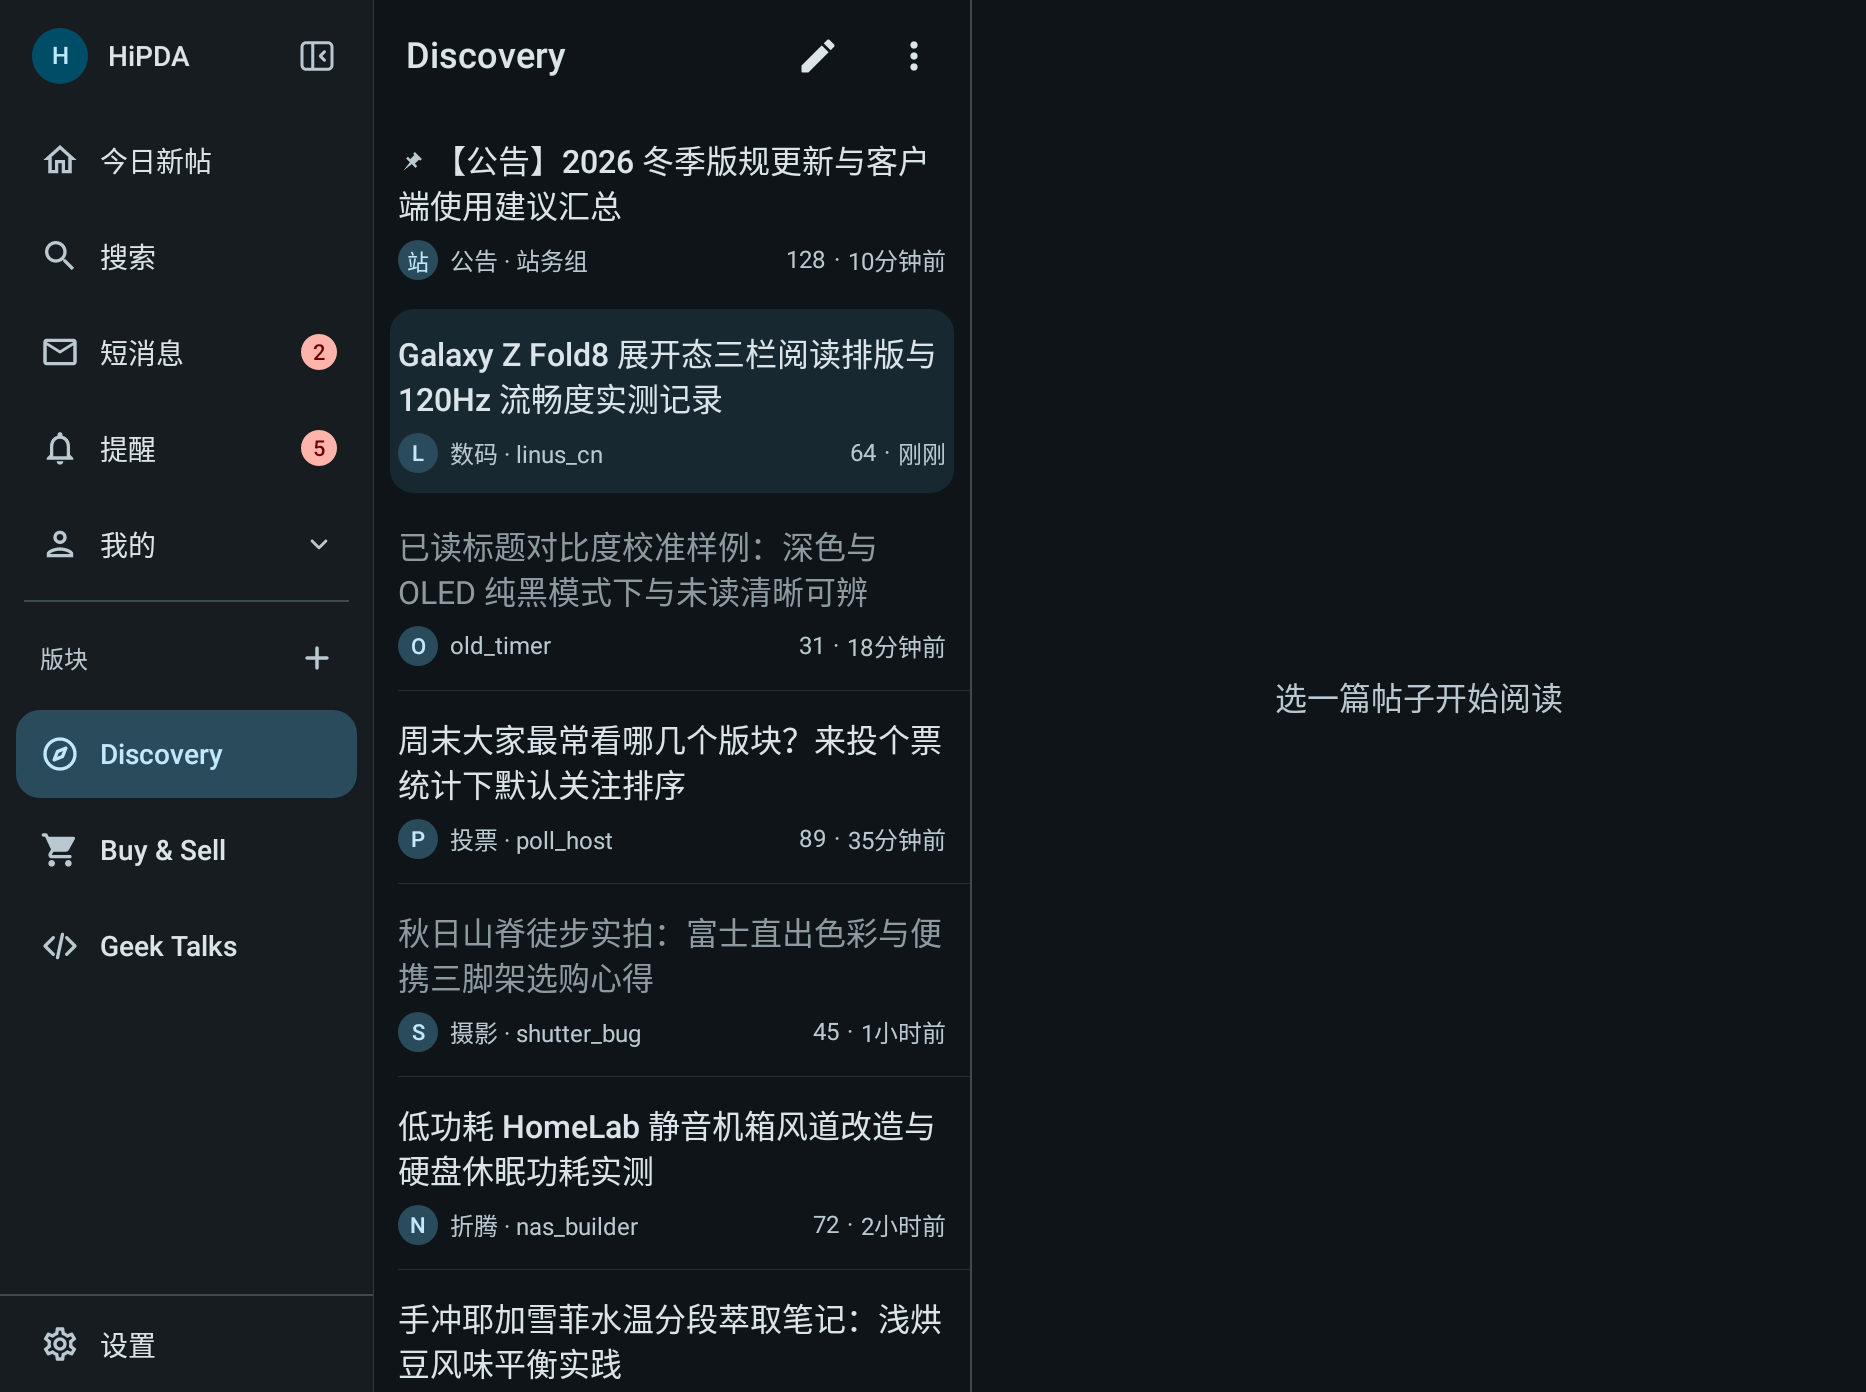 H HiPDA
今日新帖
搜索
短消息 2
提醒 5
我的
版块
Discovery
Buy & Sell
Geek Talks
设置
Discovery
【公告】2026 冬季版规更新与客户
端使用建议汇总
站 公告 · 站务组 128 · 10分钟前
Galaxy Z Fold8 展开态三栏阅读排版与
120Hz 流畅度实测记录
L 数码 · linus_cn 64 · 刚刚
已读标题对比度校准样例：深色与
OLED 纯黑模式下与未读清晰可辨
O old_timer 31 · 18分钟前
周末大家最常看哪几个版块？来投个票
统计下默认关注排序
P 投票 · poll_host 89 · 35分钟前
秋日山脊徒步实拍：富士直出色彩与便
携三脚架选购心得
S 摄影 · shutter_bug 45 · 1小时前
低功耗 HomeLab 静音机箱风道改造与
硬盘休眠功耗实测
N 折腾 · nas_builder 72 · 2小时前
手冲耶加雪菲水温分段萃取笔记：浅烘
豆风味平衡实践
选一篇帖子开始阅读